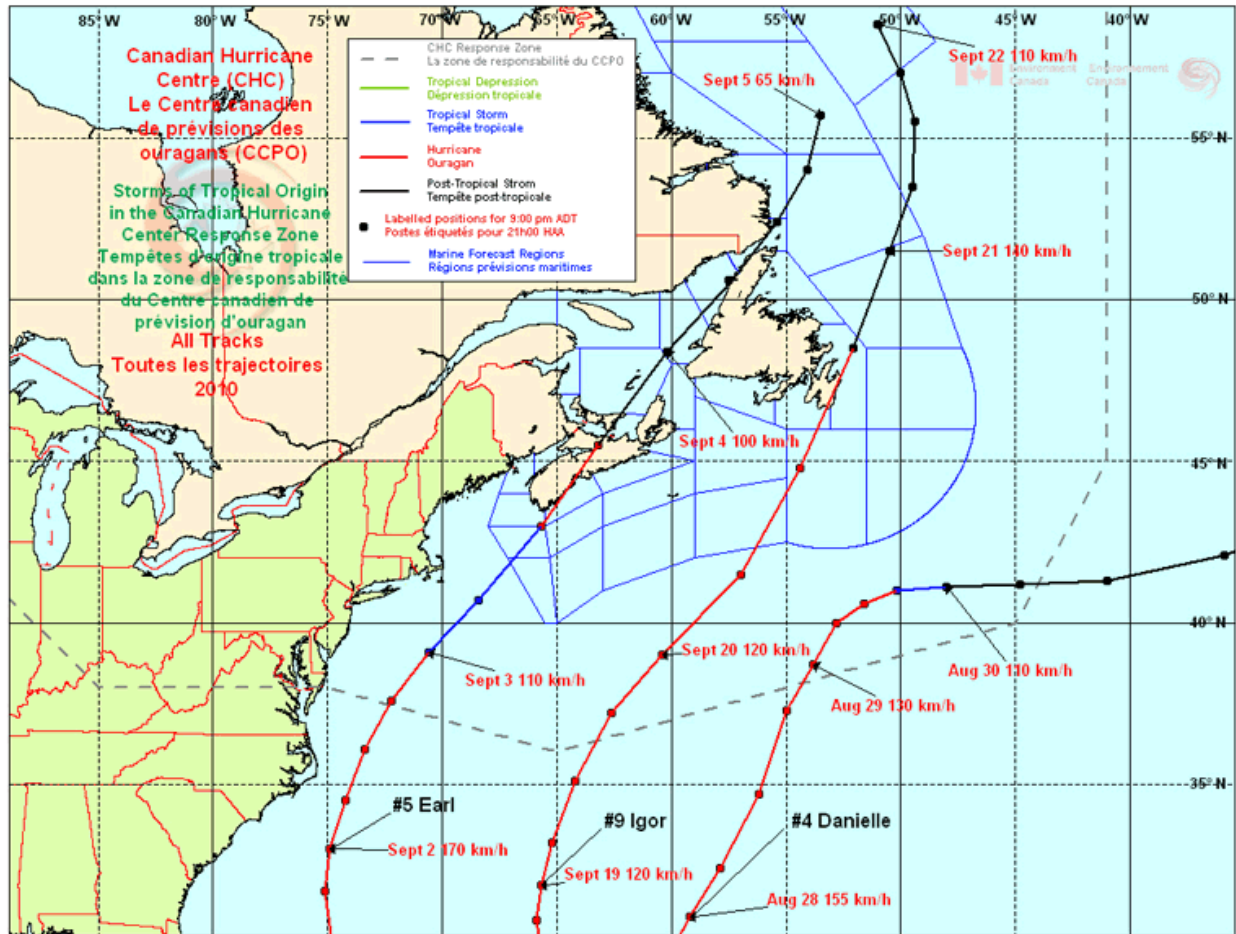 85°W
80°W
75°W
70°W
65°W
60°W
55°W
50°W
45°W
40°W
Canadian Hurricane
Centre (CHC)
Le Centre canadien
de prévisions des
ouragans (CCPO)
Storms of Tropical Origin
in the Canadian Hurricane
Center Response Zone
Tempêtes d'origine tropicale
dans la zone de responsabilité
du Centre canadien de
prévision d'ouragan
All Tracks
Toutes les trajectoires
2010
CHC Response Zone
La zone de responsabilité du CCPO
Tropical Depression
Dépression tropicale
Tropical Storm
Tempête tropicale
Hurricane
Ouragan
Post-Tropical Strom
Tempête post-tropicale
Labelled positions for 9:00 pm ADT
Postes étiquetés pour 21h00 HAA
Marine Forecast Regions
Régions prévisions maritimes
Sept 22 110 km/h
Environment
Canada
Environnement
Canada
Sept 5 65 km/h
55° N
Sept 21 140 km/h
50° N
Sept 4 100 km/h
45° N
40° N
Sept 20 120 km/h
Aug 30 110 km/h
Sept 3 110 km/h
Aug 29 130 km/h
35° N
#5 Earl
#9 Igor
#4 Danielle
Sept 2 170 km/h
Sept 19 120 km/h
Aug 28 155 km/h